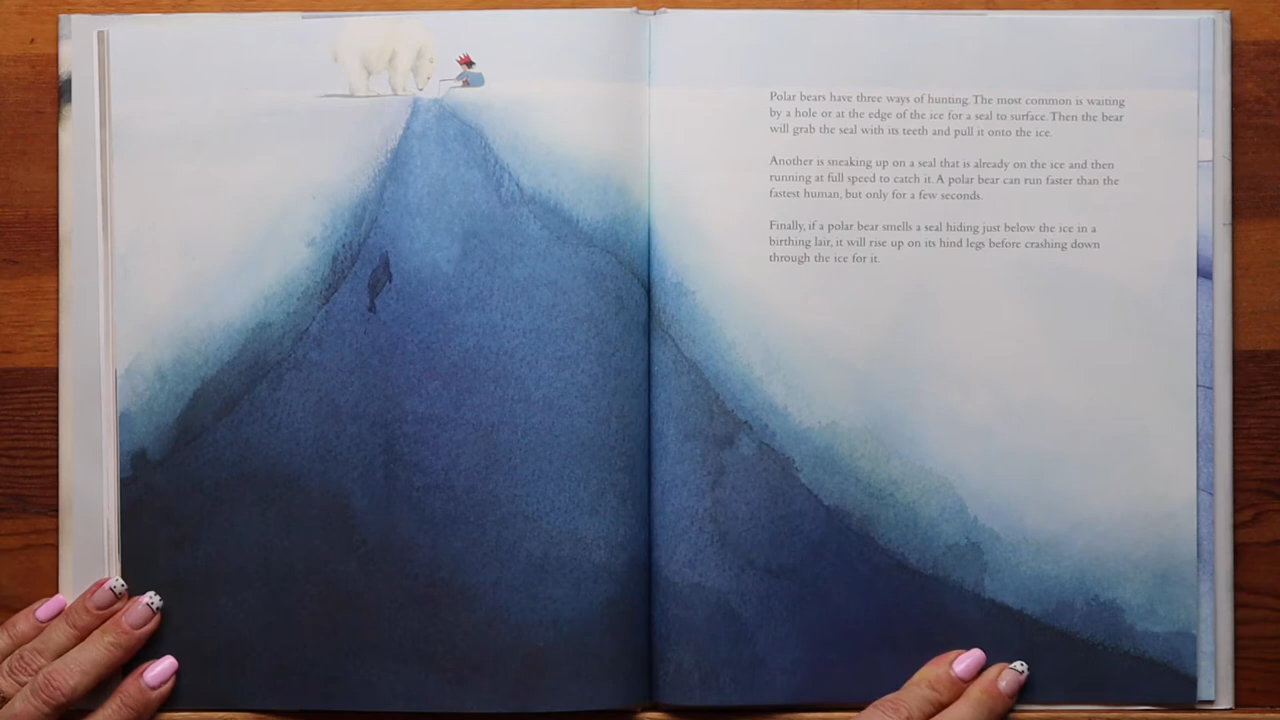 Polar bears have three ways of hunting. The most common is waiting
by a hole or at the edge of the ice for a seal to surface. Then the bear
will grab the seal with its teeth and pull it onto the ice.
Another is sneaking up on a seal that is already on the ice and then
running at full speed to catch it. A polar bear can run faster than the
fastest human, but only for a few seconds.
Finally, if a polar bear smells a seal hiding just below the ice in a
birthing lair, it will rise up on its hind legs before crashing down
through the ice for it.